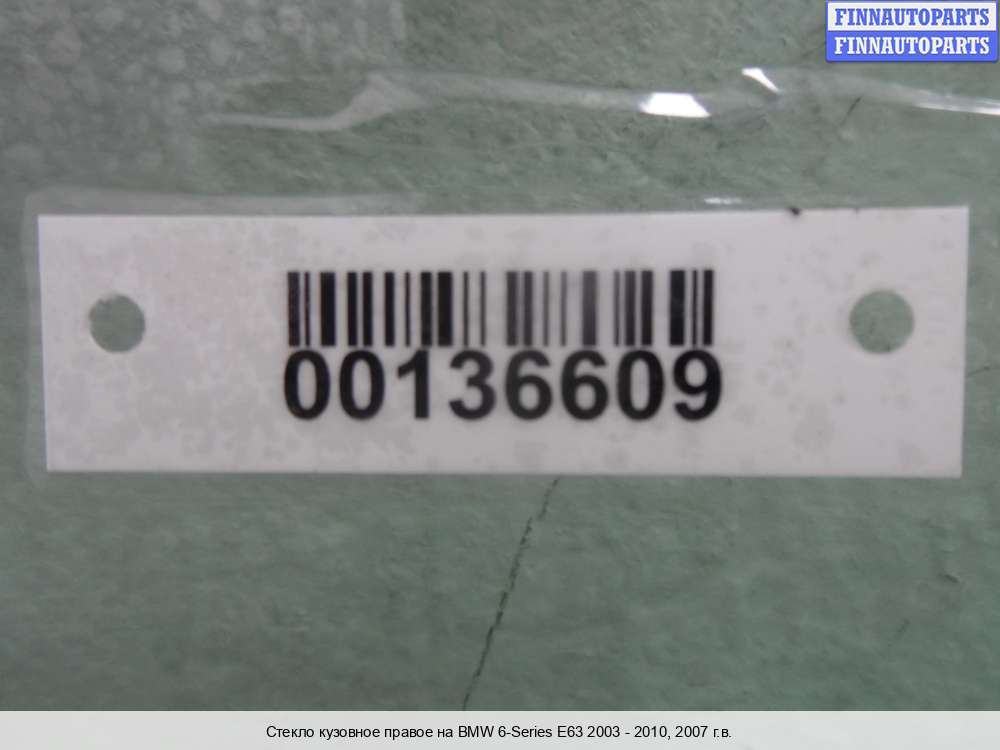 FINNAUTOPARTS
FINNAUTOPARTS
00136609
Стекло кузовное правое на BMW 6-Series E63 2003 - 2010, 2007 г.в.